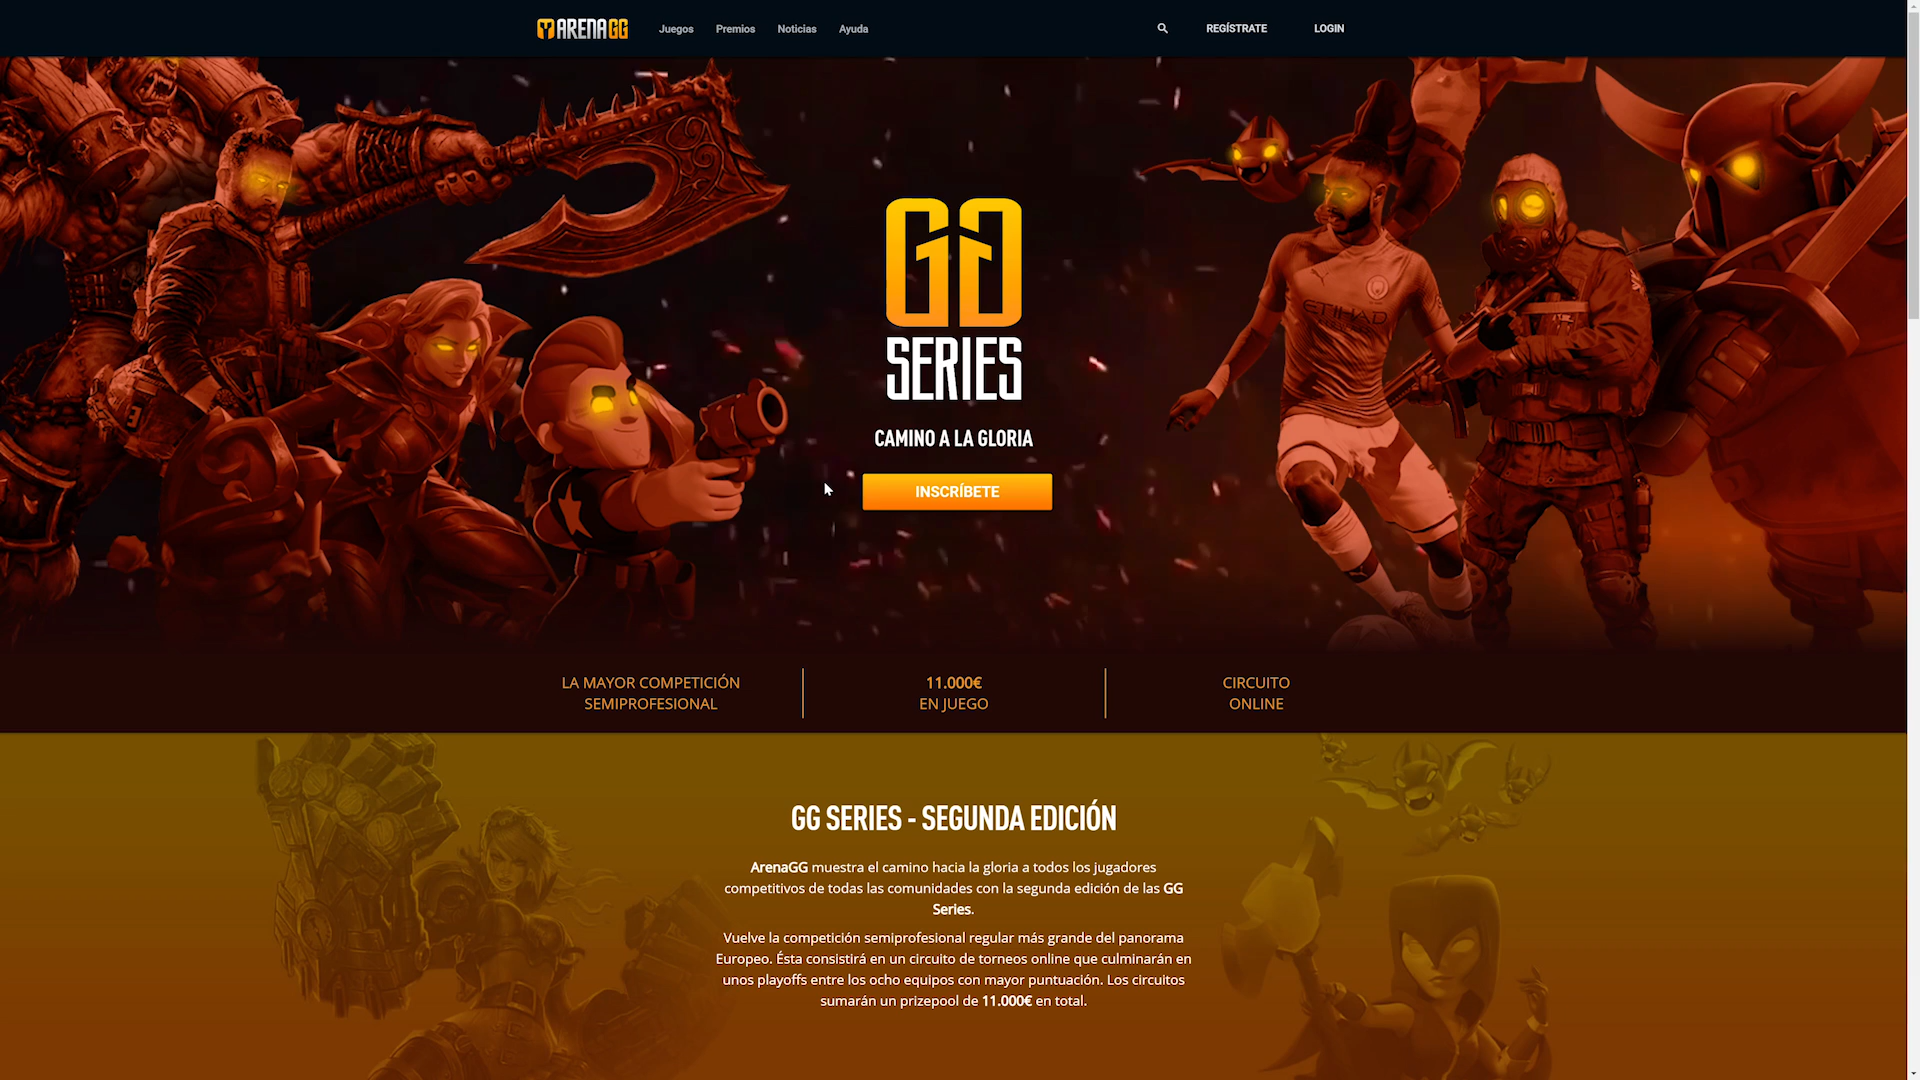 ARENAGG
Juegos
Premios
Noticias
Ayuda
REGÍSTRATE
LOGIN
GG
SERIES
CAMINO A LA GLORIA
INSCRÍBETE
ETIHAD
LA MAYOR COMPETICIÓN
SEMIPROFESIONAL
11.000€
EN JUEGO
CIRCUITO
ONLINE
GG SERIES - SEGUNDA EDICIÓN
ArenaGG muestra el camino hacia la gloria a todos los jugadores
competitivos de todas las comunidades con la segunda edición de las GG
Series.
Vuelve la competición semiprofesional regular más grande del panorama
Europeo. Ésta consistirá en un circuito de torneos online que culminarán en
unos playoffs entre los ocho equipos con mayor puntuación. Los circuitos
sumarán un prizepool de 11.000€ en total.